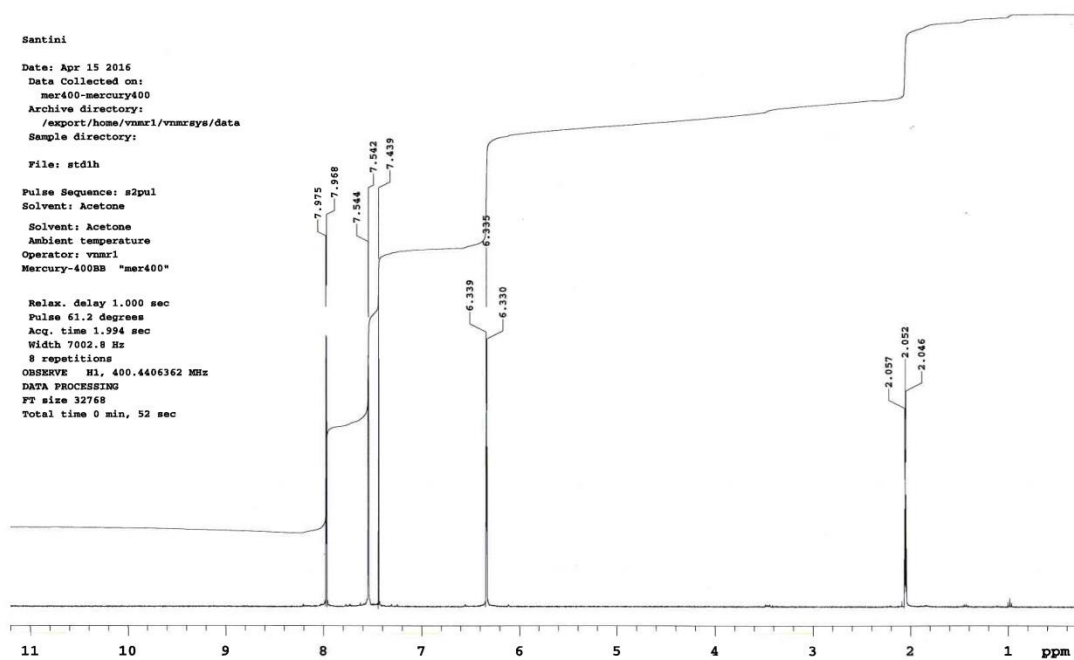 Santini
Date: Apr 15 2016
Data Collected on:
mer400-mercury400
Archive directory:
/export/home/vnmr1/vnmrsys/data
Sample directory:
File: std1h
Pulse Sequence: s2pul
Solvent: Acetone
Solvent: Acetone
Ambient temperature
Operator: vnmr1
Mercury-400BB "mer400"
Relax. delay 1.000 sec
Pulse 61.2 degrees
Acq. time 1.994 sec
Width 7002.8 Hz
8 repetitions
OBSERVE H1, 400.4406362 MHz
DATA PROCESSING
FT size 32768
Total time 0 min, 52 sec
7.975
7.968
7.544
7.542
7.439
6.339
6.335
6.330
2.057
2.052
2.046
11 10 9 8 7 6 5 4 3 2 1 ppm